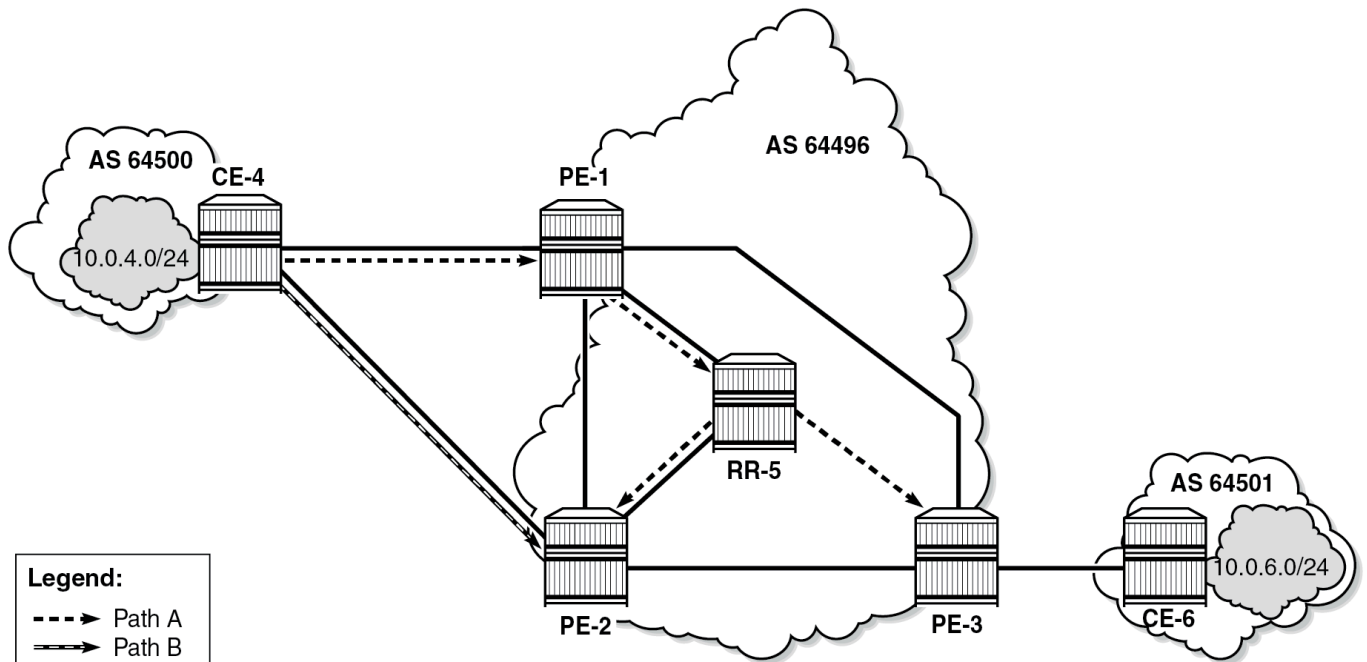 AS 64500
CE-4
10.0.4.0/24
PE-1
AS 64496
RR-5
AS 64501
10.0.6.0/24
PE-2
PE-3
CE-6
Legend:
Path A
Path B